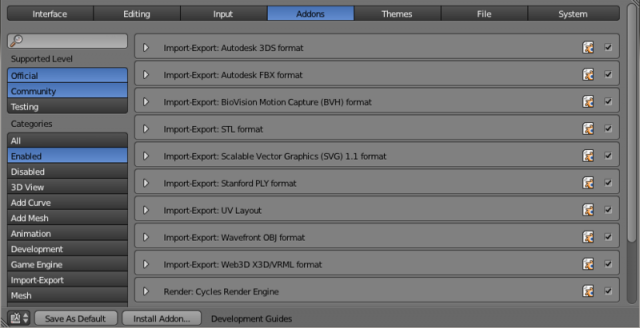 Interface Editing Input Addons Themes File System
Supported Level
Official
Community
Testing
Categories
All
Enabled
Disabled
3D View
Add Curve
Add Mesh
Animation
Development
Game Engine
Import-Export
Mesh
Import-Export: Autodesk 3DS format
Import-Export: Autodesk FBX format
Import-Export: BioVision Motion Capture (BVH) format
Import-Export: STL format
Import-Export: Scalable Vector Graphics (SVG) 1.1 format
Import-Export: Stanford PLY format
Import-Export: UV Layout
Import-Export: Wavefront OBJ format
Import-Export: Web3D X3D/VRML format
Render: Cycles Render Engine
Save As Default Install Addon... Development Guides